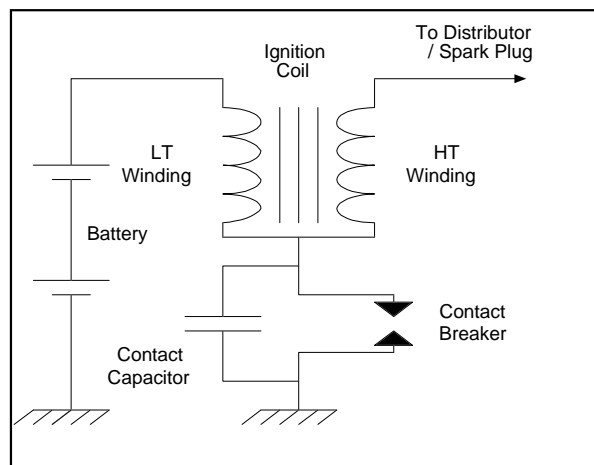 To Distributor
/ Spark Plug
Ignition
Coil
LT
Winding
HT
Winding
Battery
Contact
Breaker
Contact
Capacitor